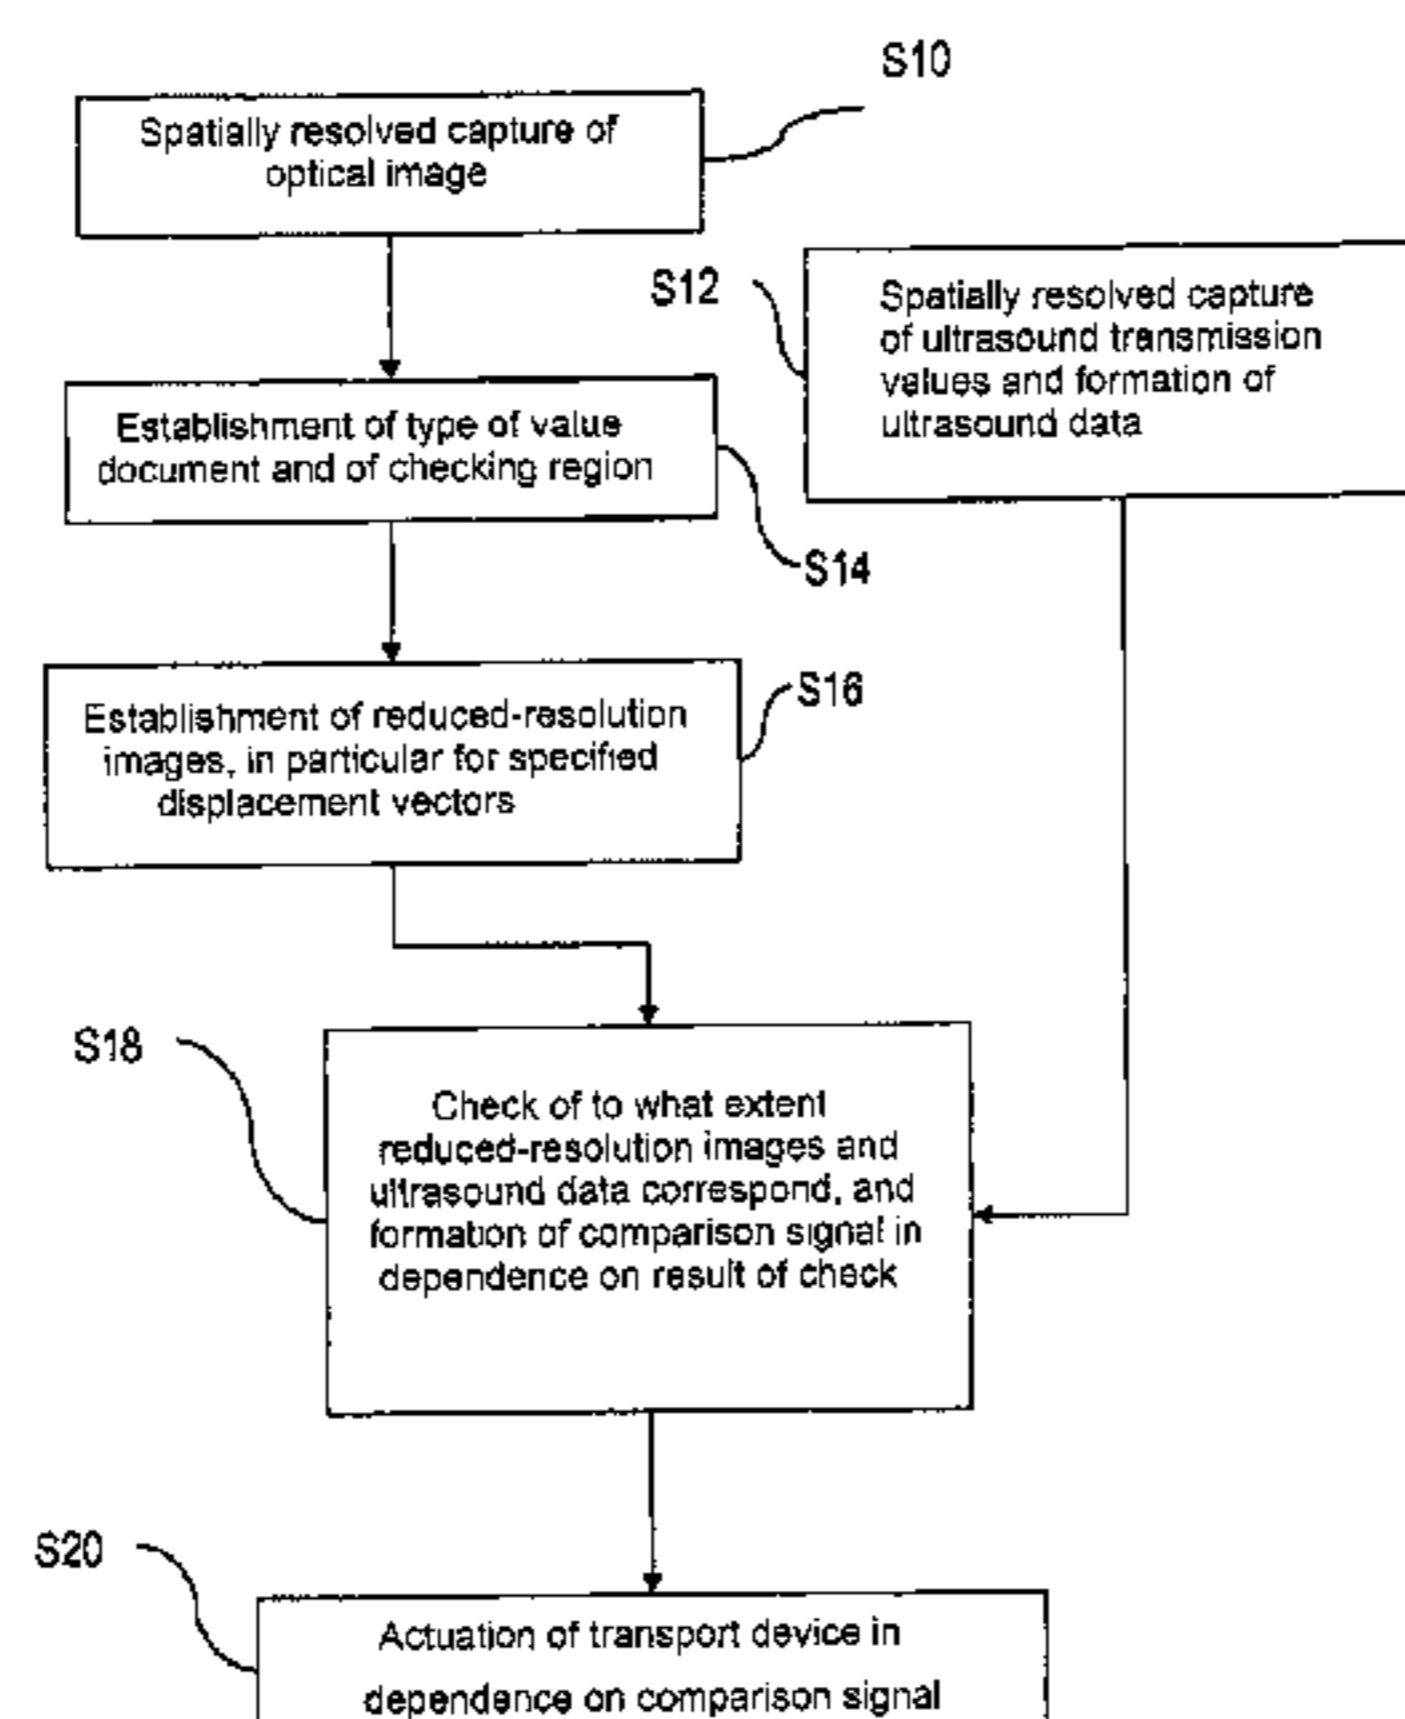 S10
Spatially resolved capture of
optical image
S12
Spatially resolved capture
of ultrasound transmission
values and formation of
ultrasound data
Establishment of type of value
document and of checking region
S14
S16
Establishment of reduced-resolution
images, in particular for specified
displacement vectors
S18
Check of to what extent
reduced-resolution images and
ultrasound data correspond, and
formation of comparison signal in
dependence on result of check
S20
Actuation of transport device in
dependence on comparison signal